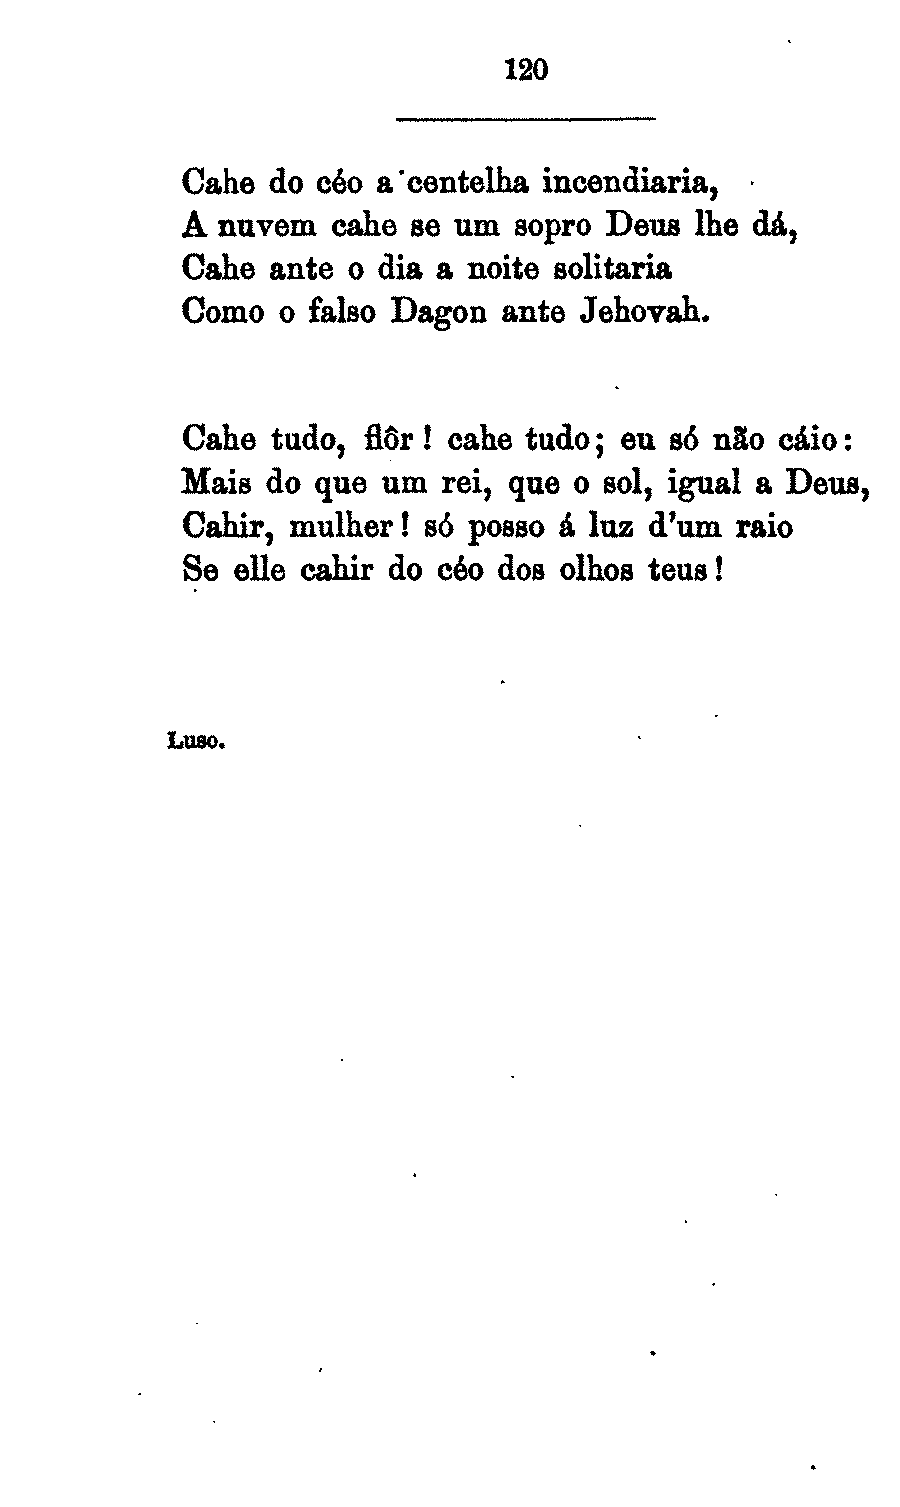 120
Cahe do céo a centelha incendiaria,
A nuvem cahe se um sopro Deus lhe dá,
Cahe ante o dia a noite solitaria
Como o falso Dagon ante Jehovah.
Cahe tudo, flôr! cahe tudo; eu só não cáio:
Mais do que um rei, que o sol, igual a Deus,
Cahir, mulher! só posso á luz d'um raio
Se elle cahir do céo dos olhos teus!
Luso.